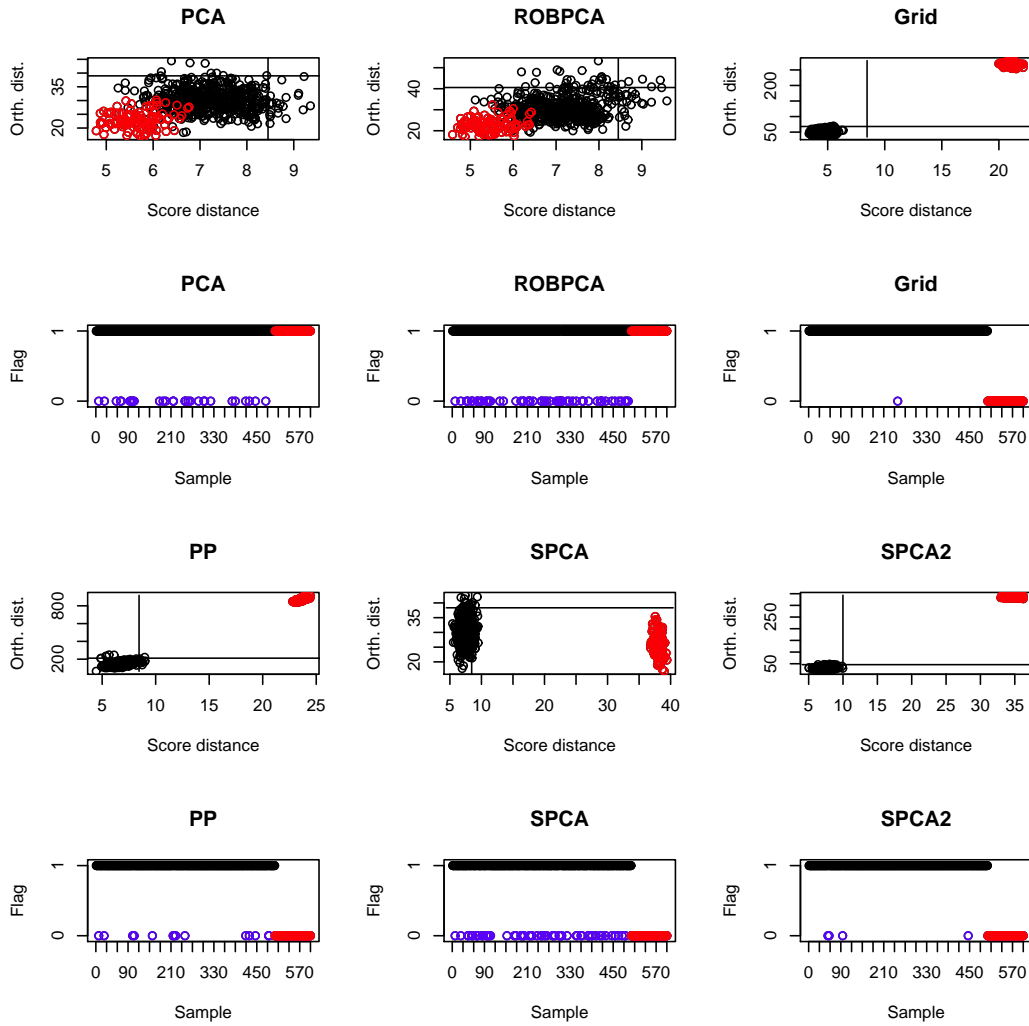 PCA
ROBPCA
Grid
Orth. dist.
20
35
5
6
7
8
9
Score distance
Orth. dist.
20
40
5
6
7
8
9
Score distance
Orth. dist.
50
200
5
10
15
20
Score distance
PCA
ROBPCA
Grid
Flag
0
1
0 90 210 330 450 570
Sample
Flag
0
1
0 90 210 330 450 570
Sample
Flag
0
1
0 90 210 330 450 570
Sample
PP
SPCA
SPCA2
Orth. dist.
200
800
5 10 15 20 25
Score distance
Orth. dist.
20
35
5 10 20 30 40
Score distance
Orth. dist.
50
250
5 10 15 20 25 30 35
Score distance
PP
SPCA
SPCA2
Flag
0
1
0 90 210 330 450 570
Sample
Flag
0
1
0 90 210 330 450 570
Sample
Flag
0
1
0 90 210 330 450 570
Sample